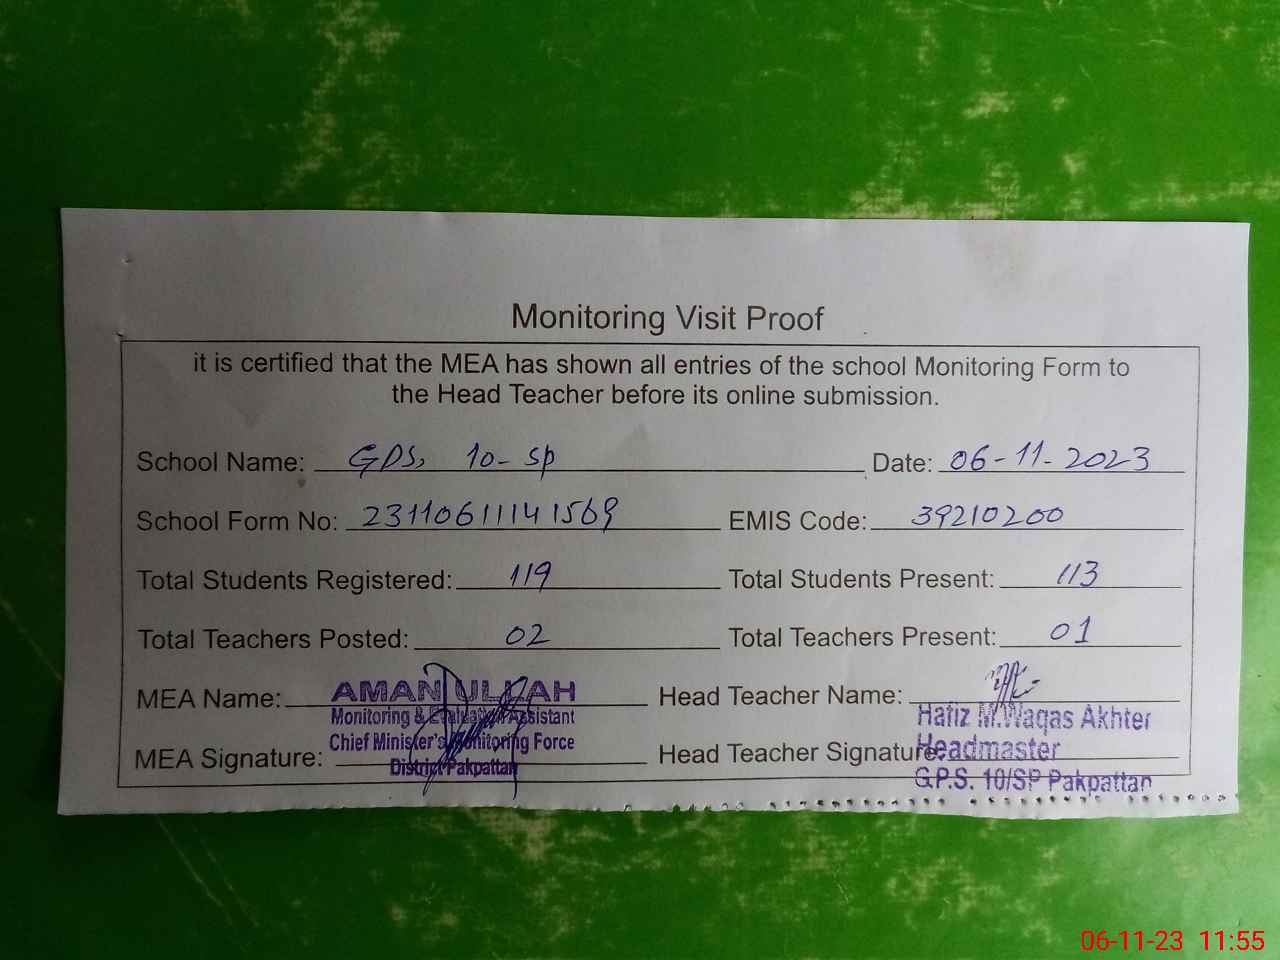 Monitoring Visit Proof
it is certified that the MEA has shown all entries of the school Monitoring Form to
the Head Teacher before its online submission.
School Name: GPS, 10-SP Date: 06-11-2023
School Form No: 23110611141569 EMIS Code: 39210200
Total Students Registered: 119 Total Students Present: 113
Total Teachers Posted: 02 Total Teachers Present: 01
MEA Name: AMAN ULLAH Head Teacher Name:
Monitoring & Evaluation Assistant Hafiz M.Waqas Akhter
Chief Minister's Monitoring Force Headmaster
MEA Signature: Head Teacher Signature:
District Pakpattan G.P.S. 10/SP Pakpattan
06-11-23 11:55